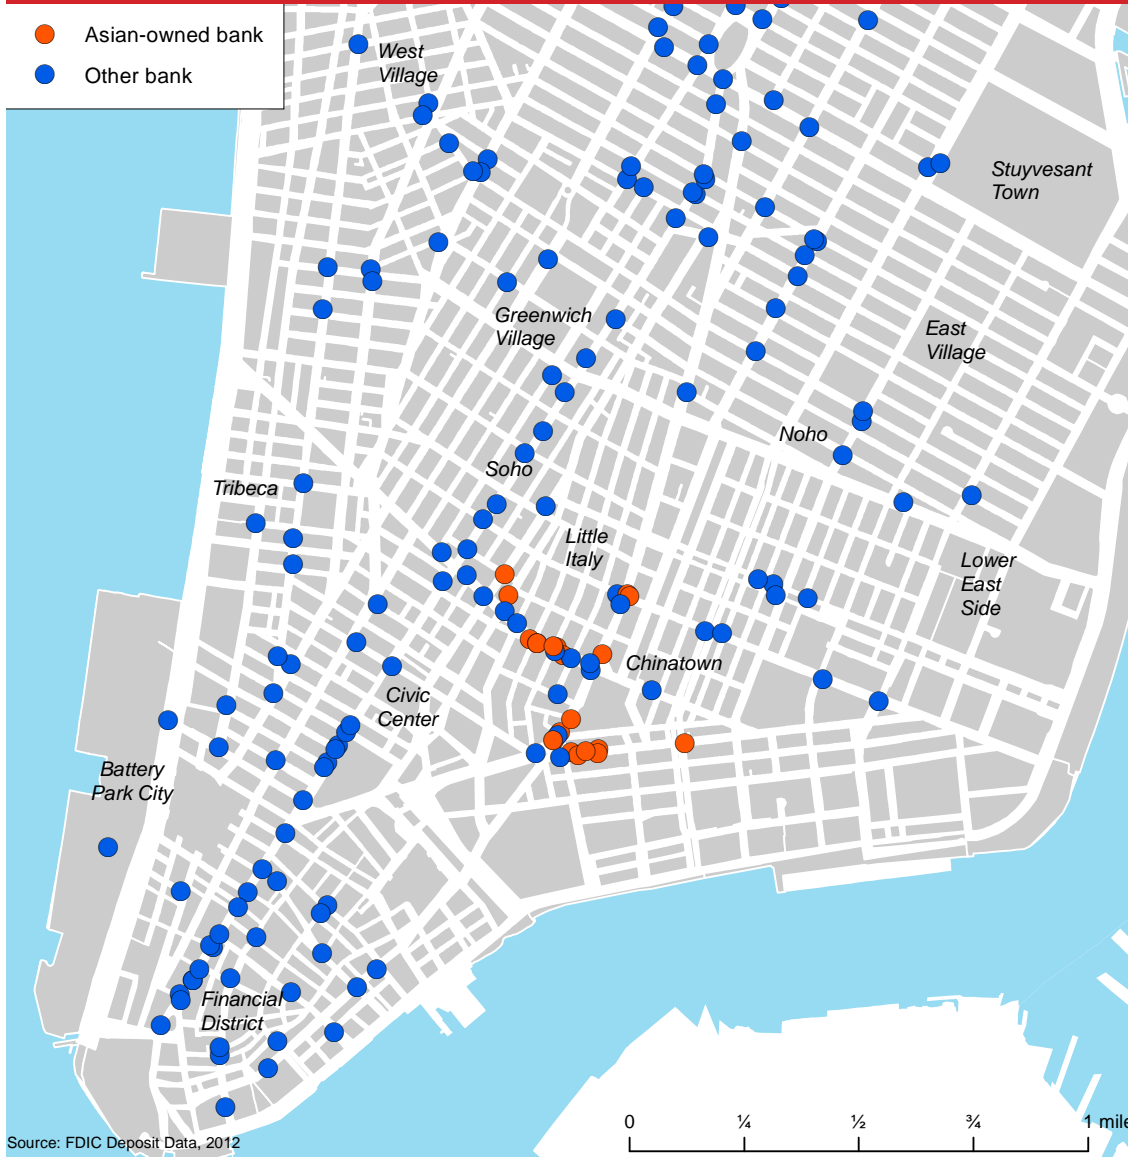 Asian-owned bank
Other bank
West
Village
Stuyvesant
Town
Greenwich
Village
East
Village
Noho
Soho
Tribeca
Little
Italy
Lower
East
Side
Chinatown
Civic
Center
Battery
Park City
Financial
District
0 ¼ ½ ¾ 1 mile
Source: FDIC Deposit Data, 2012